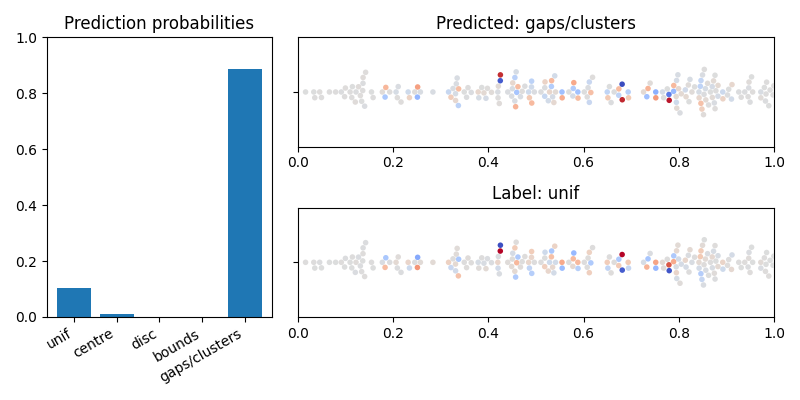 Prediction probabilities
1.0
0.8
0.6
0.4
0.2
0.0
unif
centre
disc
bounds
gaps/clusters
Predicted: gaps/clusters
0.0 0.2 0.4 0.6 0.8 1.0
Label: unif
0.0 0.2 0.4 0.6 0.8 1.0